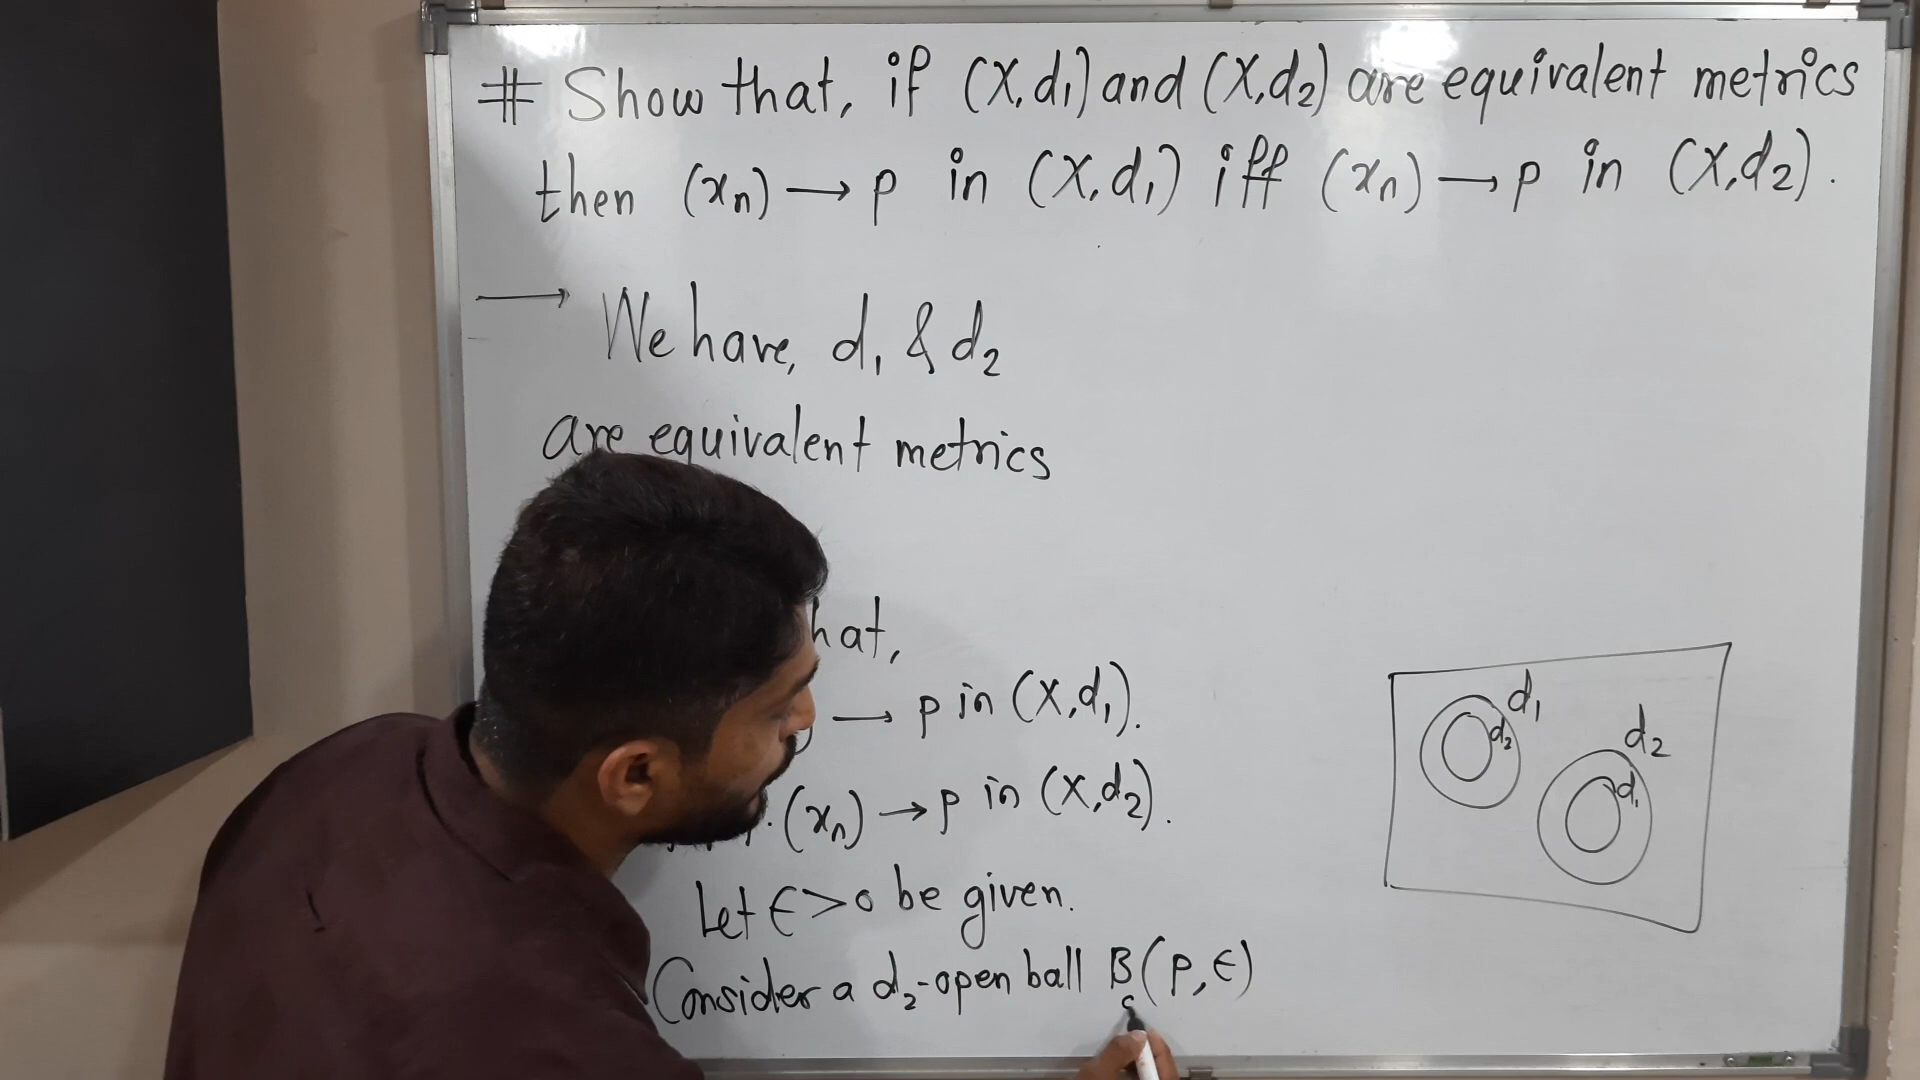 # Show that, if (X,d₁) and (X,d₂) are equivalent metrics
then (xₙ) → p in (X,d₁) iff (xₙ) → p in (X,d₂).
→ We have, d₁ & d₂
are equivalent metrics
hat,
→ p in (X,d₁).
(xₙ) → p in (X,d₂).
Let ϵ>0 be given.
Consider a d₂-open ball B(p,ϵ)
d₁
d₂
d₂
d₁